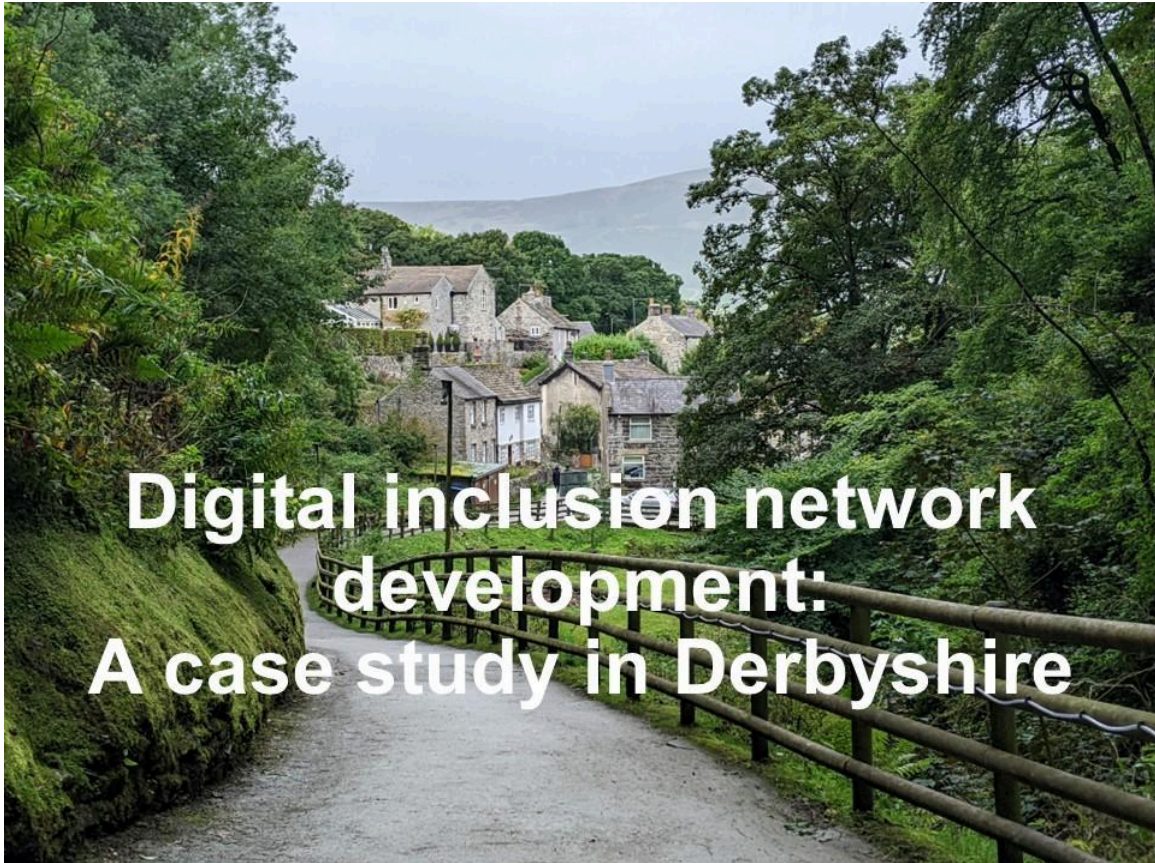 Digital inclusion network
development:
A case study in Derbyshire